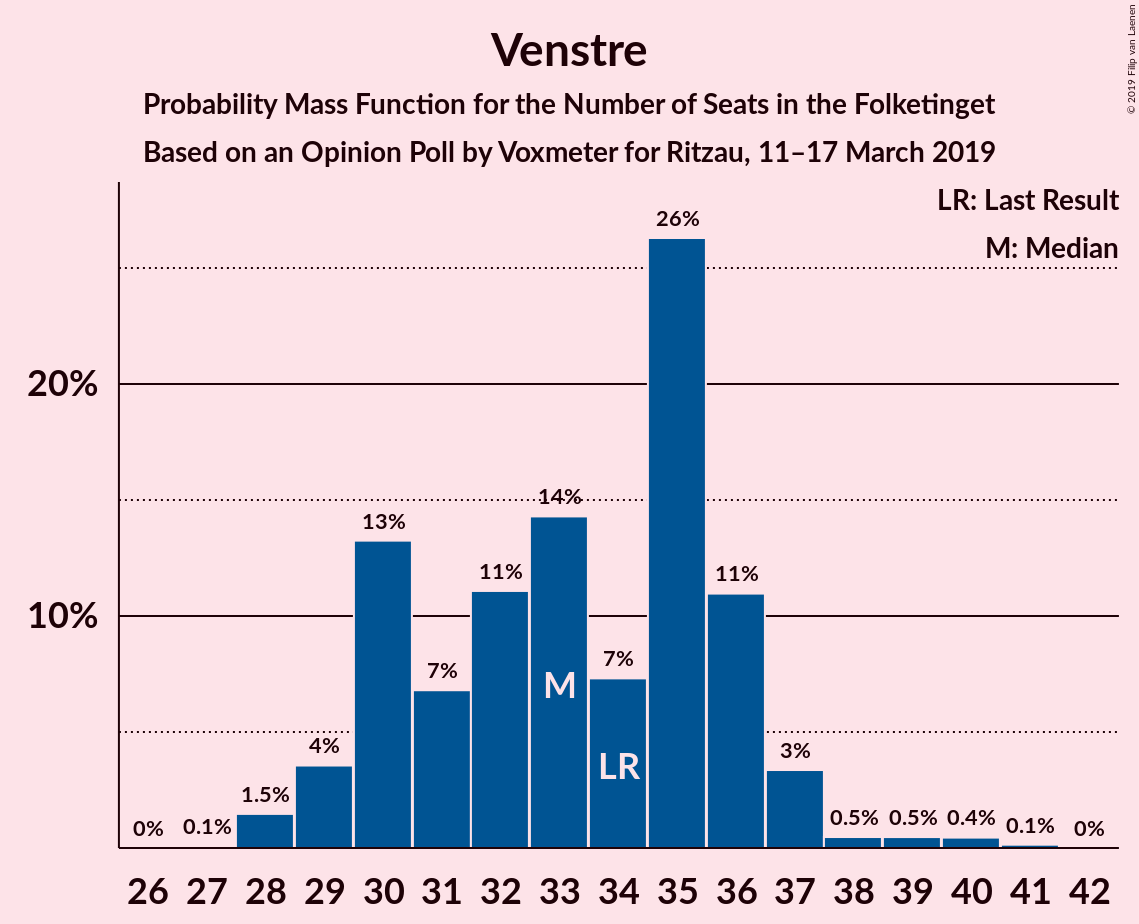 Venstre
Probability Mass Function for the Number of Seats in the Folketinget
Based on an Opinion Poll by Voxmeter for Ritzau, 11–17 March 2019
© 2019 Filip van Laenen
LR: Last Result
M: Median
26%
20%
14%
13%
11%
11%
10%
7%
7%
M
LR
4%
3%
1.5%
0.5%
0.5%
0.4%
0.1%
0.1%
0%
0%
26 27 28 29 30 31 32 33 34 35 36 37 38 39 40 41 42